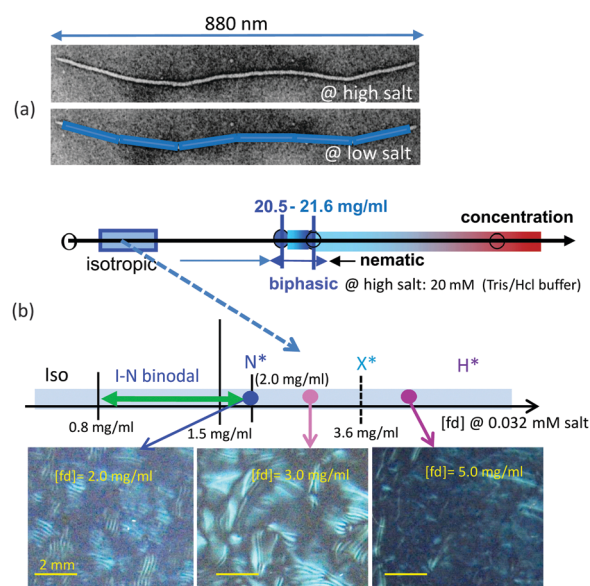 880 nm
@ high salt
(a)
@ low salt
20.5 - 21.6 mg/ml
concentration
isotropic
nematic
biphasic @ high salt: 20 mM (Tris/Hcl buffer)
(b)
Iso
I-N binodal
N*
(2.0 mg/ml)
X*
H*
[fd] @ 0.032 mM salt
0.8 mg/ml
1.5 mg/ml
3.6 mg/ml
[fd]= 2.0 mg/ml
[fd]= 3.0 mg/ml
[fd]= 5.0 mg/ml
2 mm